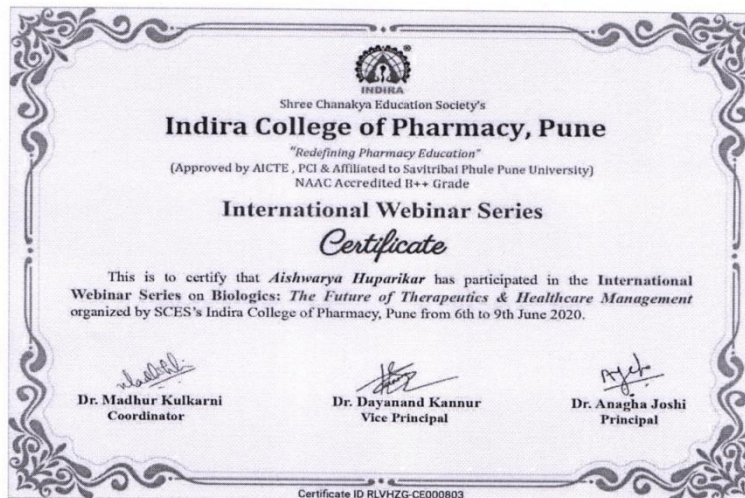 INDIRA
Shree Chanakya Education Society's
Indira College of Pharmacy, Pune
"Redefining Pharmacy Education"
(Approved by AICTE , PCI & Affiliated to Savitribai Phule Pune University)
NAAC Accredited B++ Grade
International Webinar Series
Certificate
This is to certify that Aishwarya Huparikar has participated in the International
Webinar Series on Biologics: The Future of Therapeutics & Healthcare Management
organized by SCES's Indira College of Pharmacy, Pune from 6th to 9th June 2020.
Dr. Madhur Kulkarni
Coordinator
Dr. Dayanand Kannur
Vice Principal
Dr. Anagha Joshi
Principal
Certificate ID RLVHZG-CE000803